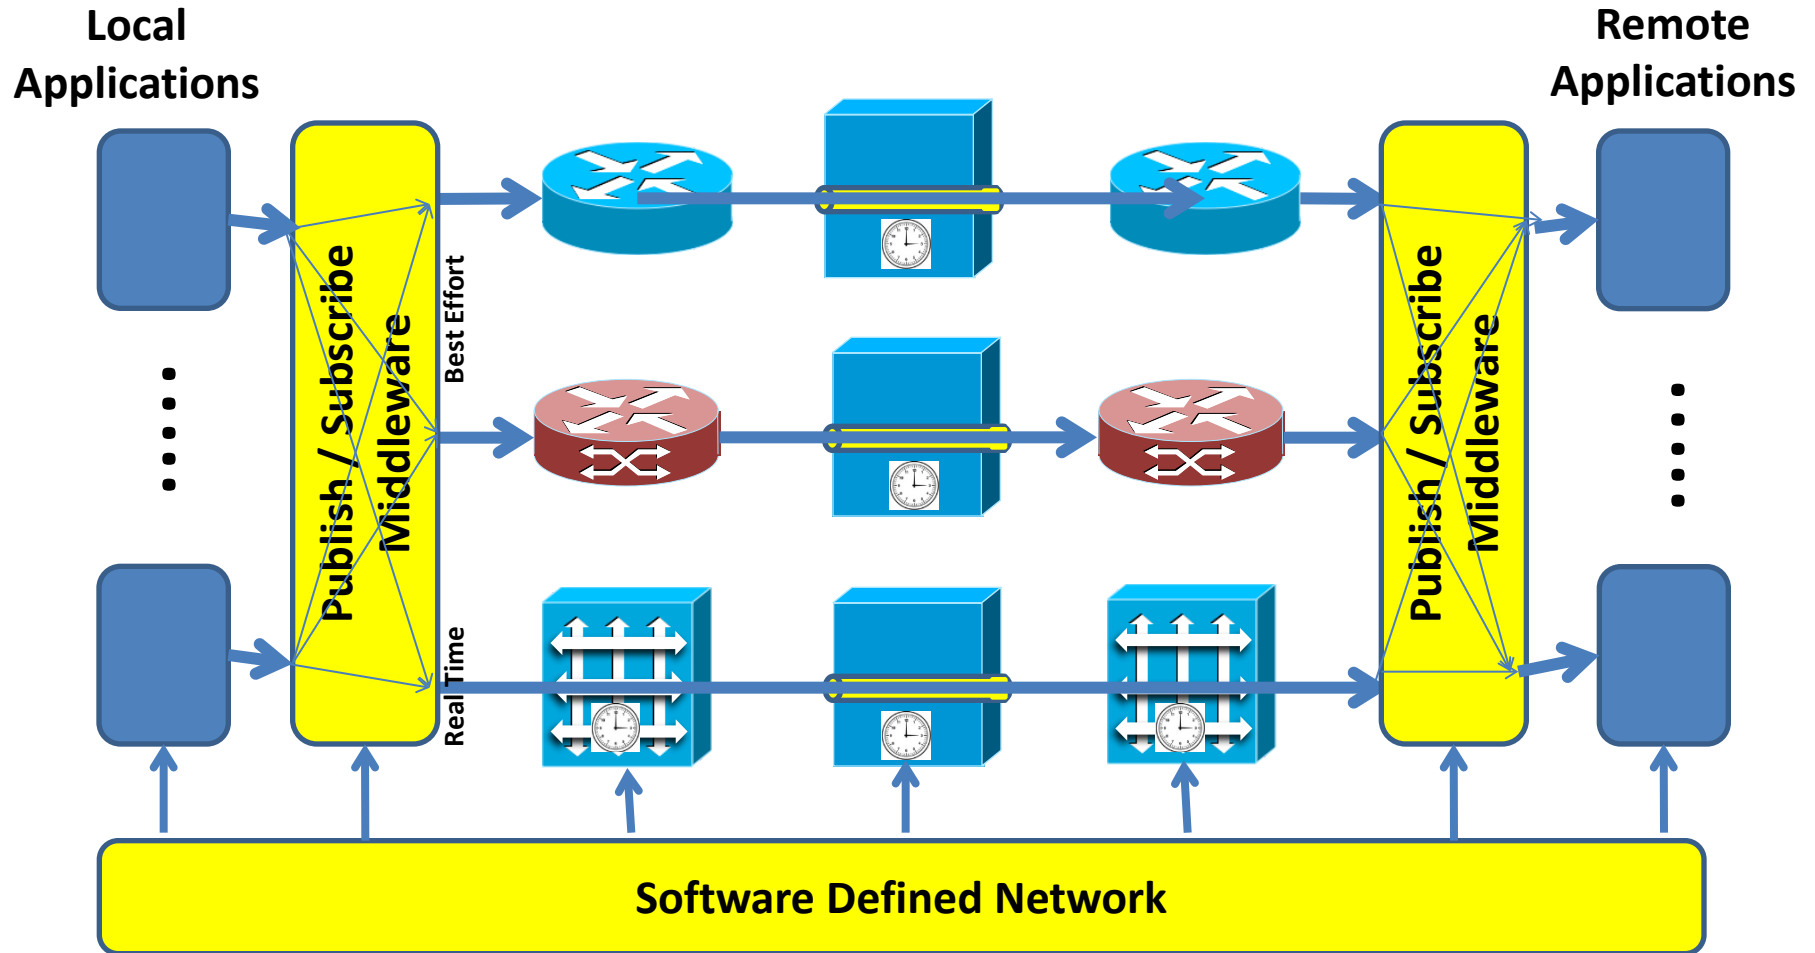 Local
Applications
Remote
Applications
Publish / Subscribe
Middleware
Best Effort
Real Time
Publish / Subscribe
Middleware
Software Defined Network